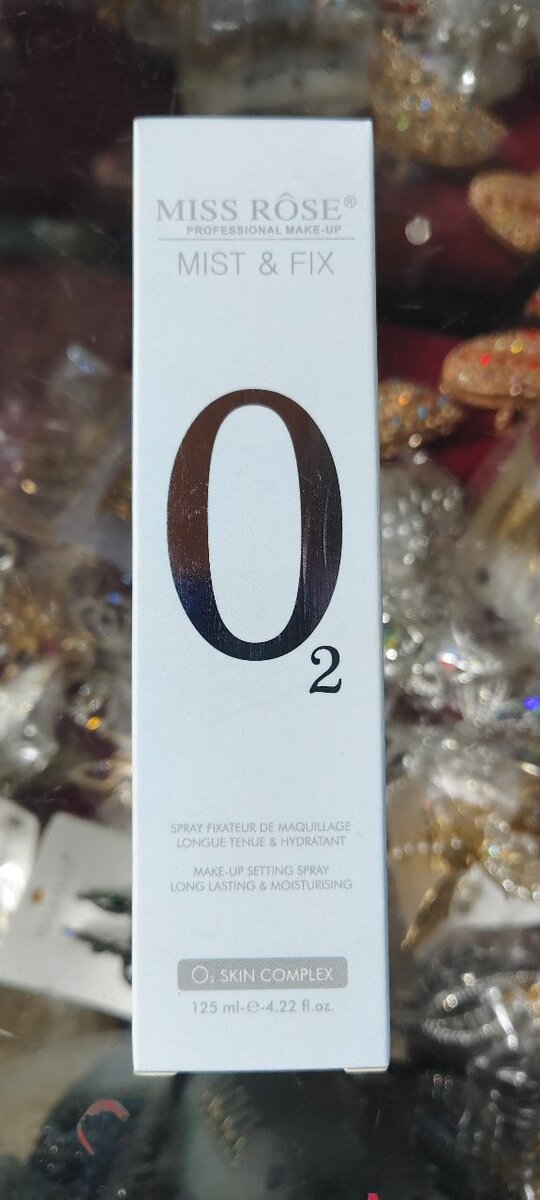 MISS RÔSE®
PROFESSIONAL MAKE-UP
MIST & FIX
O₂
SPRAY FIXATEUR DE MAQUILLAGE
LONGUE TENUE & HYDRATANT
MAKE-UP SETTING SPRAY
LONG LASTING & MOISTURISING
O₂ SKIN COMPLEX
125 ml-℮-4.22 fl.oz.